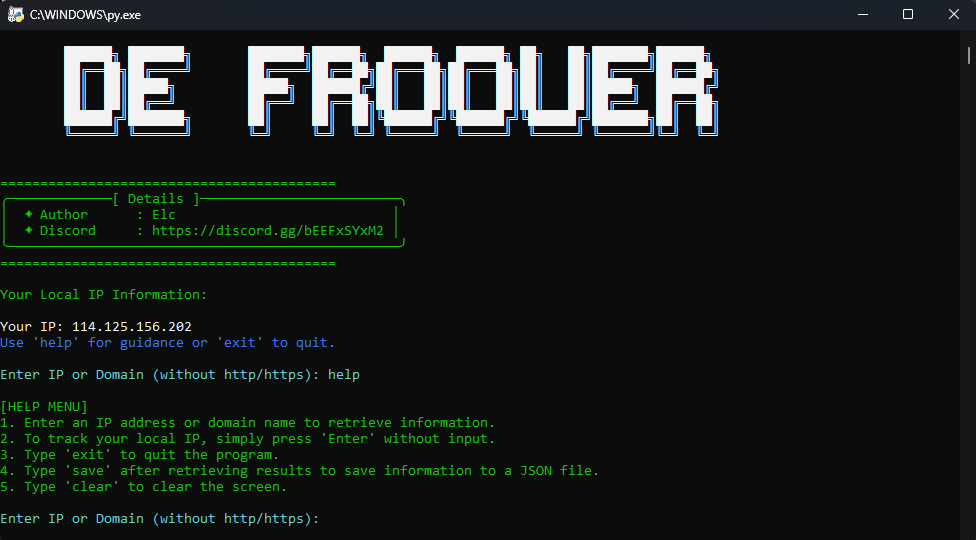 DE FROOUER
C:\WINDOWS\py.exe
==========================================
[ Details ]
✦ Author : Elc
✦ Discord : https://discord.gg/bEEFxSYxM2
==========================================
Your Local IP Information:
Your IP: 114.125.156.202
Use 'help' for guidance or 'exit' to quit.
Enter IP or Domain (without http/https): help
[HELP MENU]
1. Enter an IP address or domain name to retrieve information.
2. To track your local IP, simply press 'Enter' without input.
3. Type 'exit' to quit the program.
4. Type 'save' after retrieving results to save information to a JSON file.
5. Type 'clear' to clear the screen.
Enter IP or Domain (without http/https):